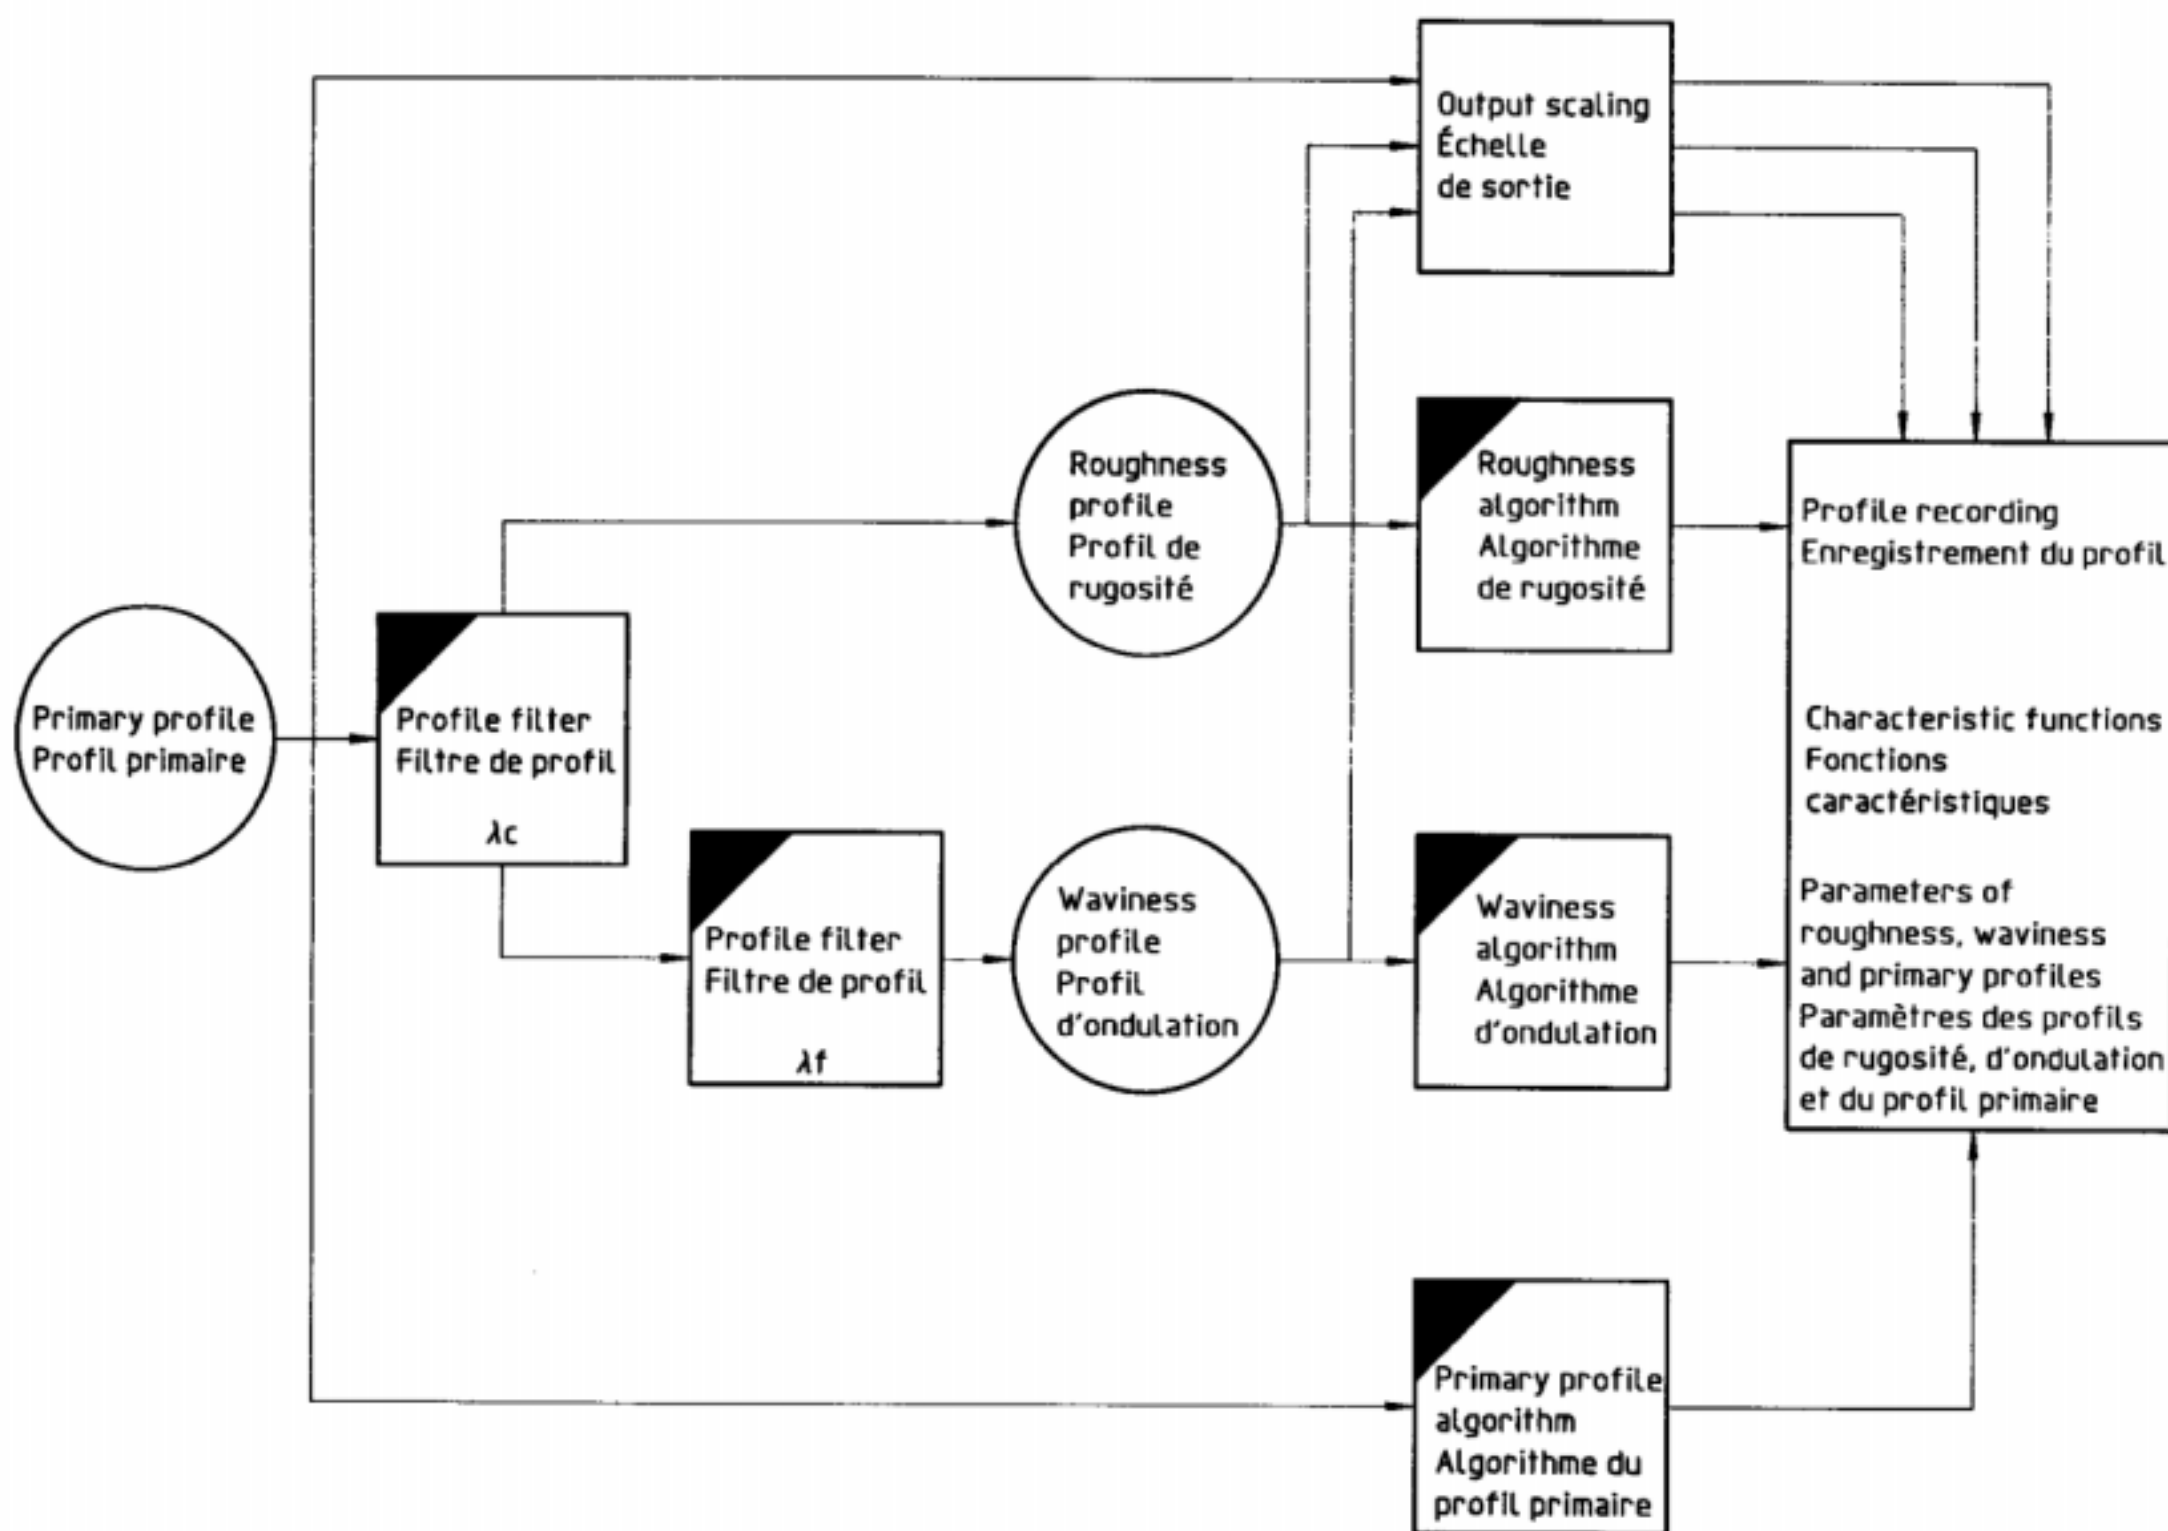 Output scaling
Échelle
de sortie
Roughness
profile
Profil de
rugosité
Roughness
algorithm
Algorithme
de rugosité
Profile recording
Enregistrement du profil
Primary profile
Profil primaire
Profile filter
Filtre de profil
λc
Characteristic functions
Fonctions
caractéristiques
Profile filter
Filtre de profil
λf
Waviness
profile
Profil
d'ondulation
Waviness
algorithm
Algorithme
d'ondulation
Parameters of
roughness, waviness
and primary profiles
Paramètres des profils
de rugosité, d'ondulation
et du profil primaire
Primary profile
algorithm
Algorithme du
profil primaire